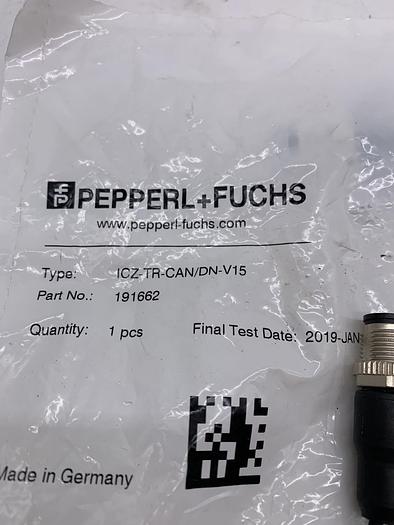 PEPPERL+FUCHS
www.pepperl-fuchs.com
Type: ICZ-TR-CAN/DN-V15
Part No.: 191662
Quantity: 1 pcs Final Test Date: 2019-JAN
Made in Germany